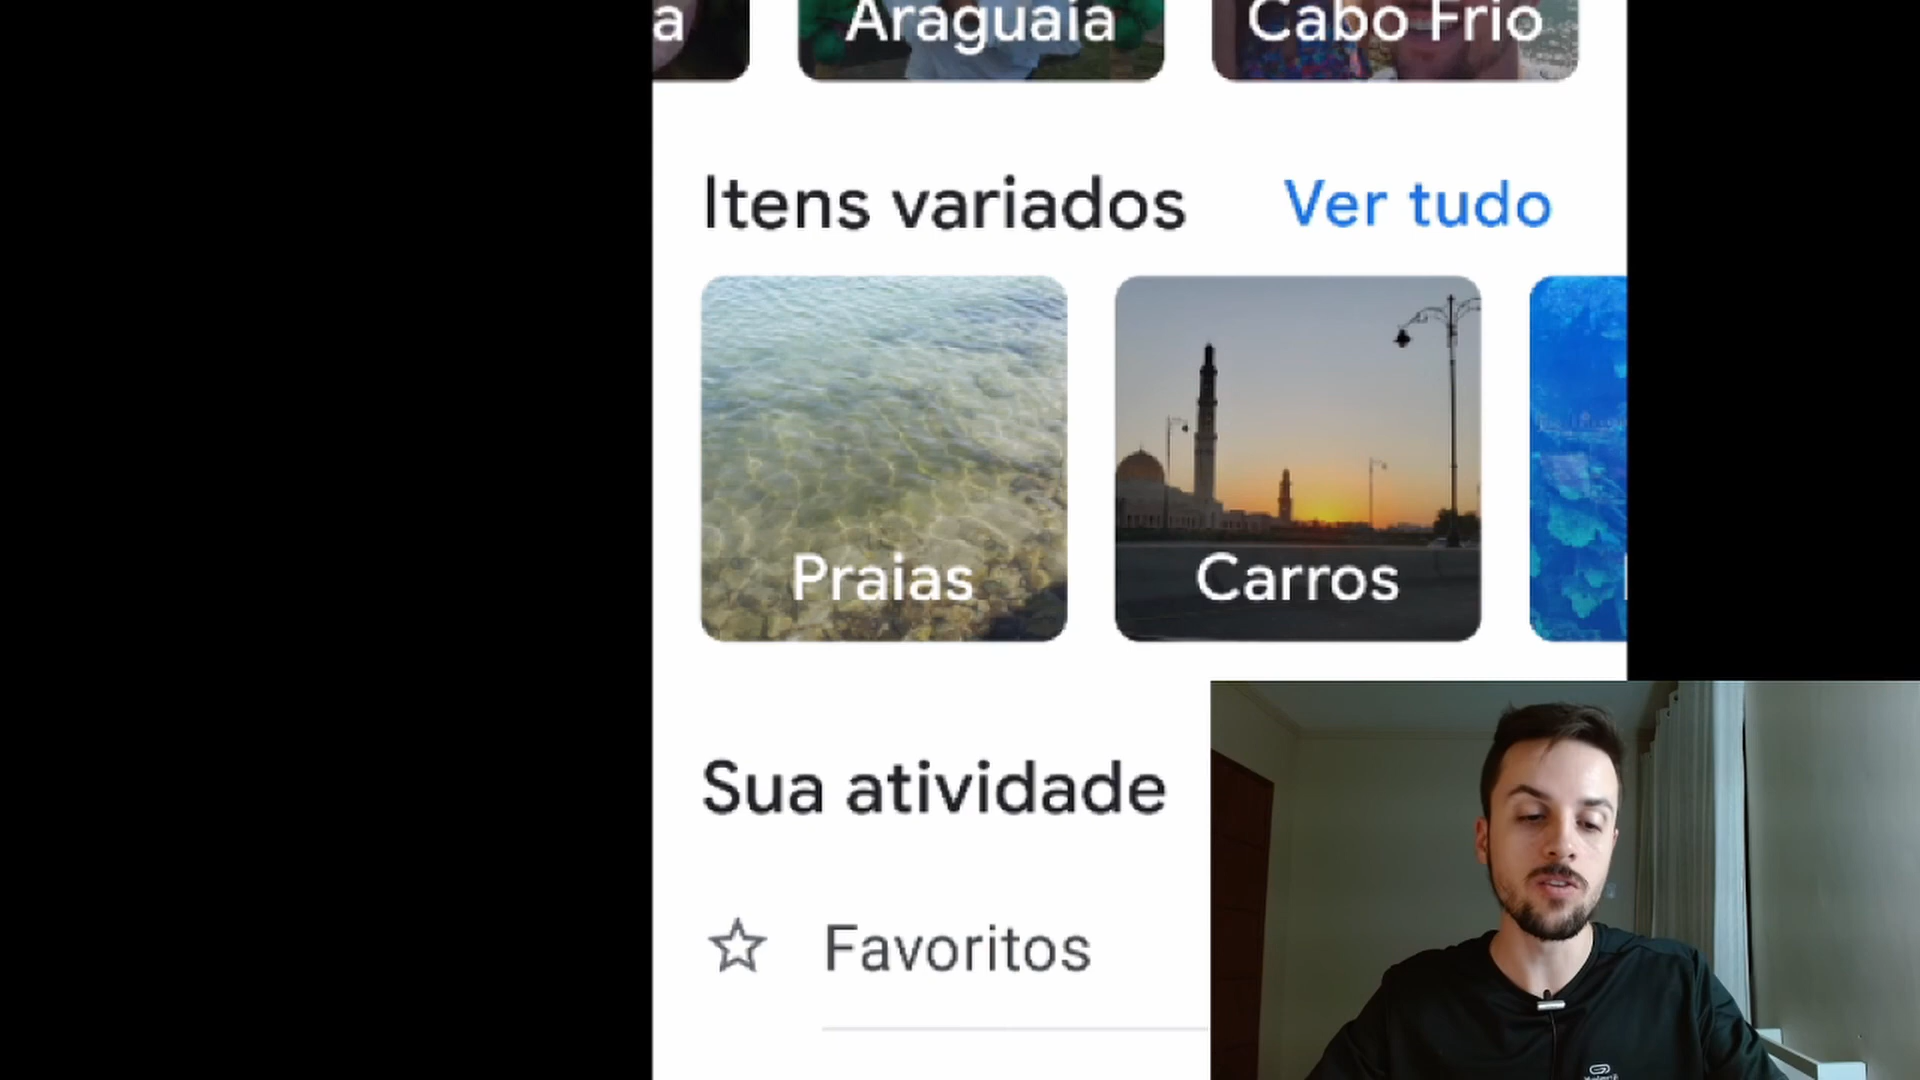 a
Araguaia
Cabo Frio
Itens variados
Ver tudo
Praias
Carros
Sua atividade
Favoritos